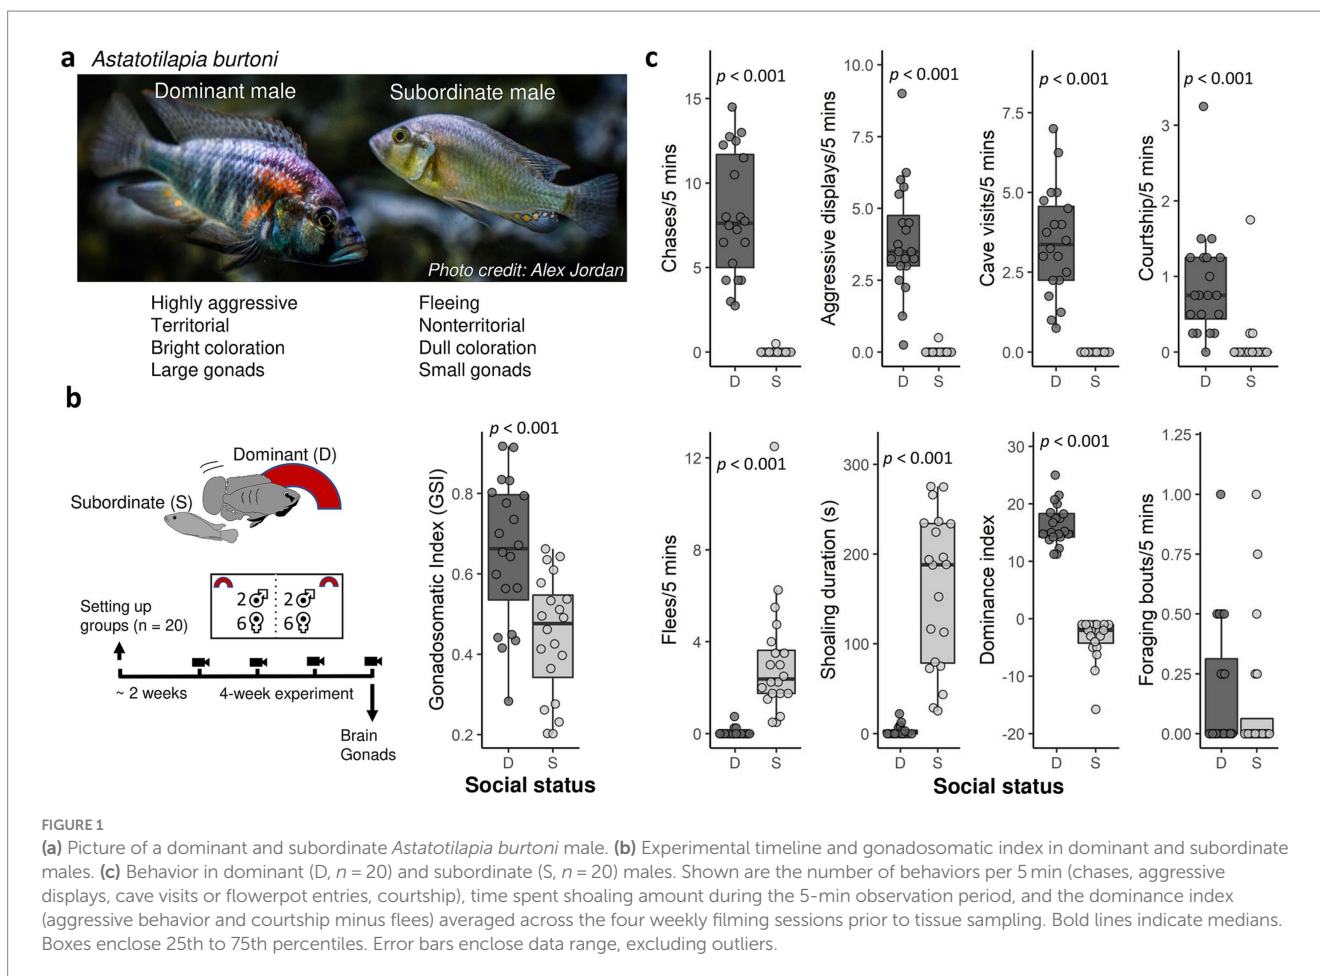 a Astatotilapia burtoni
Dominant male
Subordinate male
Photo credit: Alex Jordan
Highly aggressive
Territorial
Bright coloration
Large gonads
Fleeing
Nonterritorial
Dull coloration
Small gonads
b
Dominant (D)
Subordinate (S)
Setting up
groups (n = 20)
2♂ 2♂
6♀ 6♀
~ 2 weeks
4-week experiment
Brain
Gonads
Gonadosomatic Index (GSI)
p < 0.001
0.8
0.6
0.4
0.2
D S
Social status
c
Chases/5 mins
p < 0.001
15
10
5
0
D S
Aggressive displays/5 mins
p < 0.001
10.0
7.5
5.0
2.5
0.0
D S
Cave visits/5 mins
p < 0.001
7.5
5.0
2.5
0.0
D S
Courtship/5 mins
p < 0.001
3
2
1
0
D S
Flees/5 mins
p < 0.001
12
8
4
0
D S
Shoaling duration (s)
p < 0.001
300
200
100
0
D S
Dominance index
p < 0.001
30
20
10
0
-10
-20
D S
Foraging bouts/5 mins
1.25
1.00
0.75
0.50
0.25
0.00
D S
Social status
FIGURE 1
(a) Picture of a dominant and subordinate Astatotilapia burtoni male. (b) Experimental timeline and gonadosomatic index in dominant and subordinate
males. (c) Behavior in dominant (D, n = 20) and subordinate (S, n = 20) males. Shown are the number of behaviors per 5 min (chases, aggressive
displays, cave visits or flowerpot entries, courtship), time spent shoaling amount during the 5-min observation period, and the dominance index
(aggressive behavior and courtship minus flees) averaged across the four weekly filming sessions prior to tissue sampling. Bold lines indicate medians.
Boxes enclose 25th to 75th percentiles. Error bars enclose data range, excluding outliers.